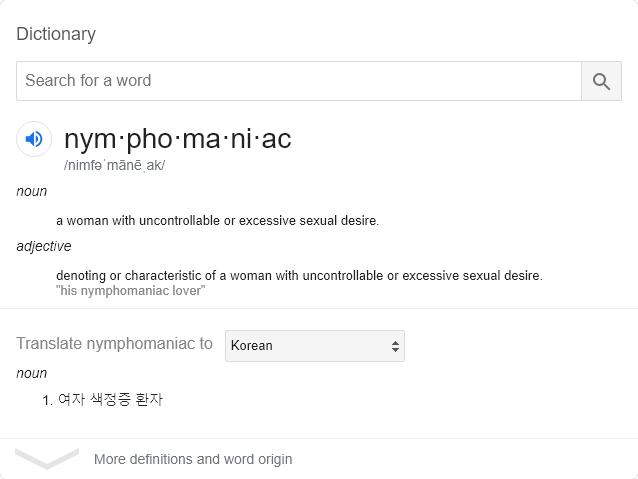 Dictionary
Search for a word
nym·pho·ma·ni·ac
/ˌnimfəˈmānēˌak/
noun
a woman with uncontrollable or excessive sexual desire.
adjective
denoting or characteristic of a woman with uncontrollable or excessive sexual desire.
"his nymphomaniac lover"
Translate nymphomaniac to Korean
noun
1. 여자 색정증 환자
More definitions and word origin